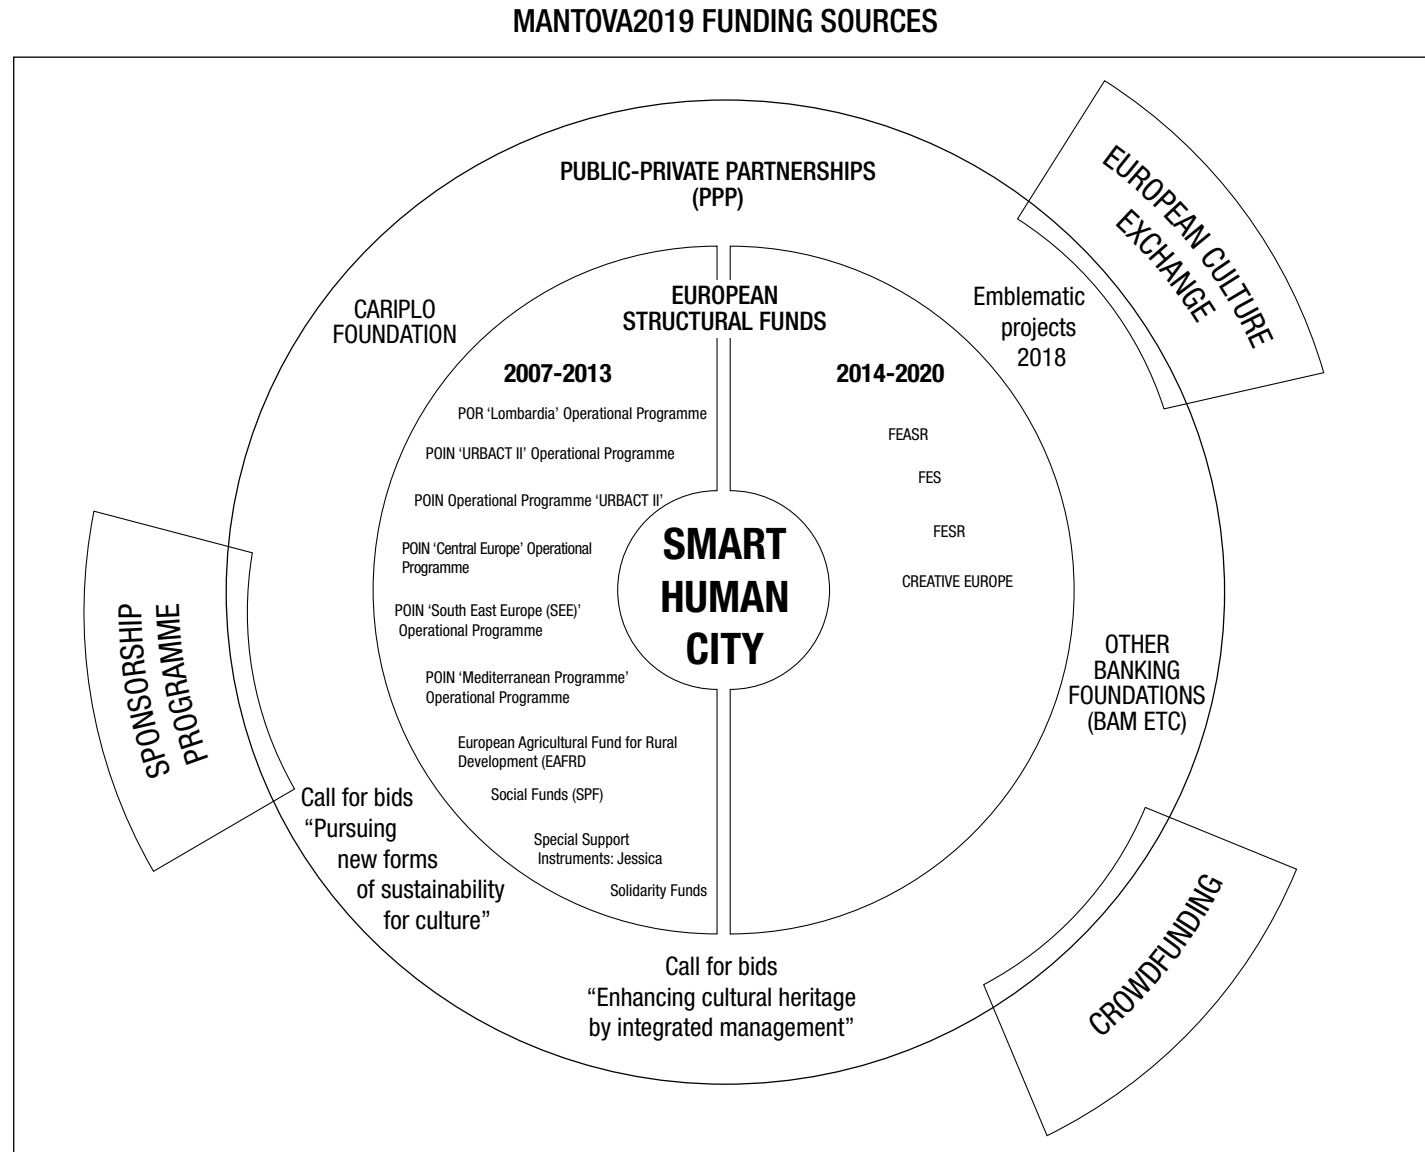 MANTOVA2019 FUNDING SOURCES
PUBLIC-PRIVATE PARTNERSHIPS
(PPP)
EUROPEAN CULTURE
EXCHANGE
CARIPLO
FOUNDATION
EUROPEAN
STRUCTURAL FUNDS
Emblematic
projects
2018
2007-2013
POR ‘Lombardia’ Operational Programme
POIN ‘URBACT II’ Operational Programme
POIN Operational Programme ‘URBACT II’
POIN ‘Central Europe’ Operational
Programme
POIN ‘South East Europe (SEE)’
Operational Programme
POIN ‘Mediterranean Programme’
Operational Programme
European Agricultural Fund for Rural
Development (EAFRD
Social Funds (SPF)
Special Support
Instruments: Jessica
Solidarity Funds
2014-2020
FEASR
FES
FESR
CREATIVE EUROPE
SMART
HUMAN
CITY
OTHER
BANKING
FOUNDATIONS
(BAM ETC)
SPONSORSHIP
PROGRAMME
Call for bids
“Pursuing
new forms
of sustainability
for culture”
Call for bids
“Enhancing cultural heritage
by integrated management”
CROWDFUNDING